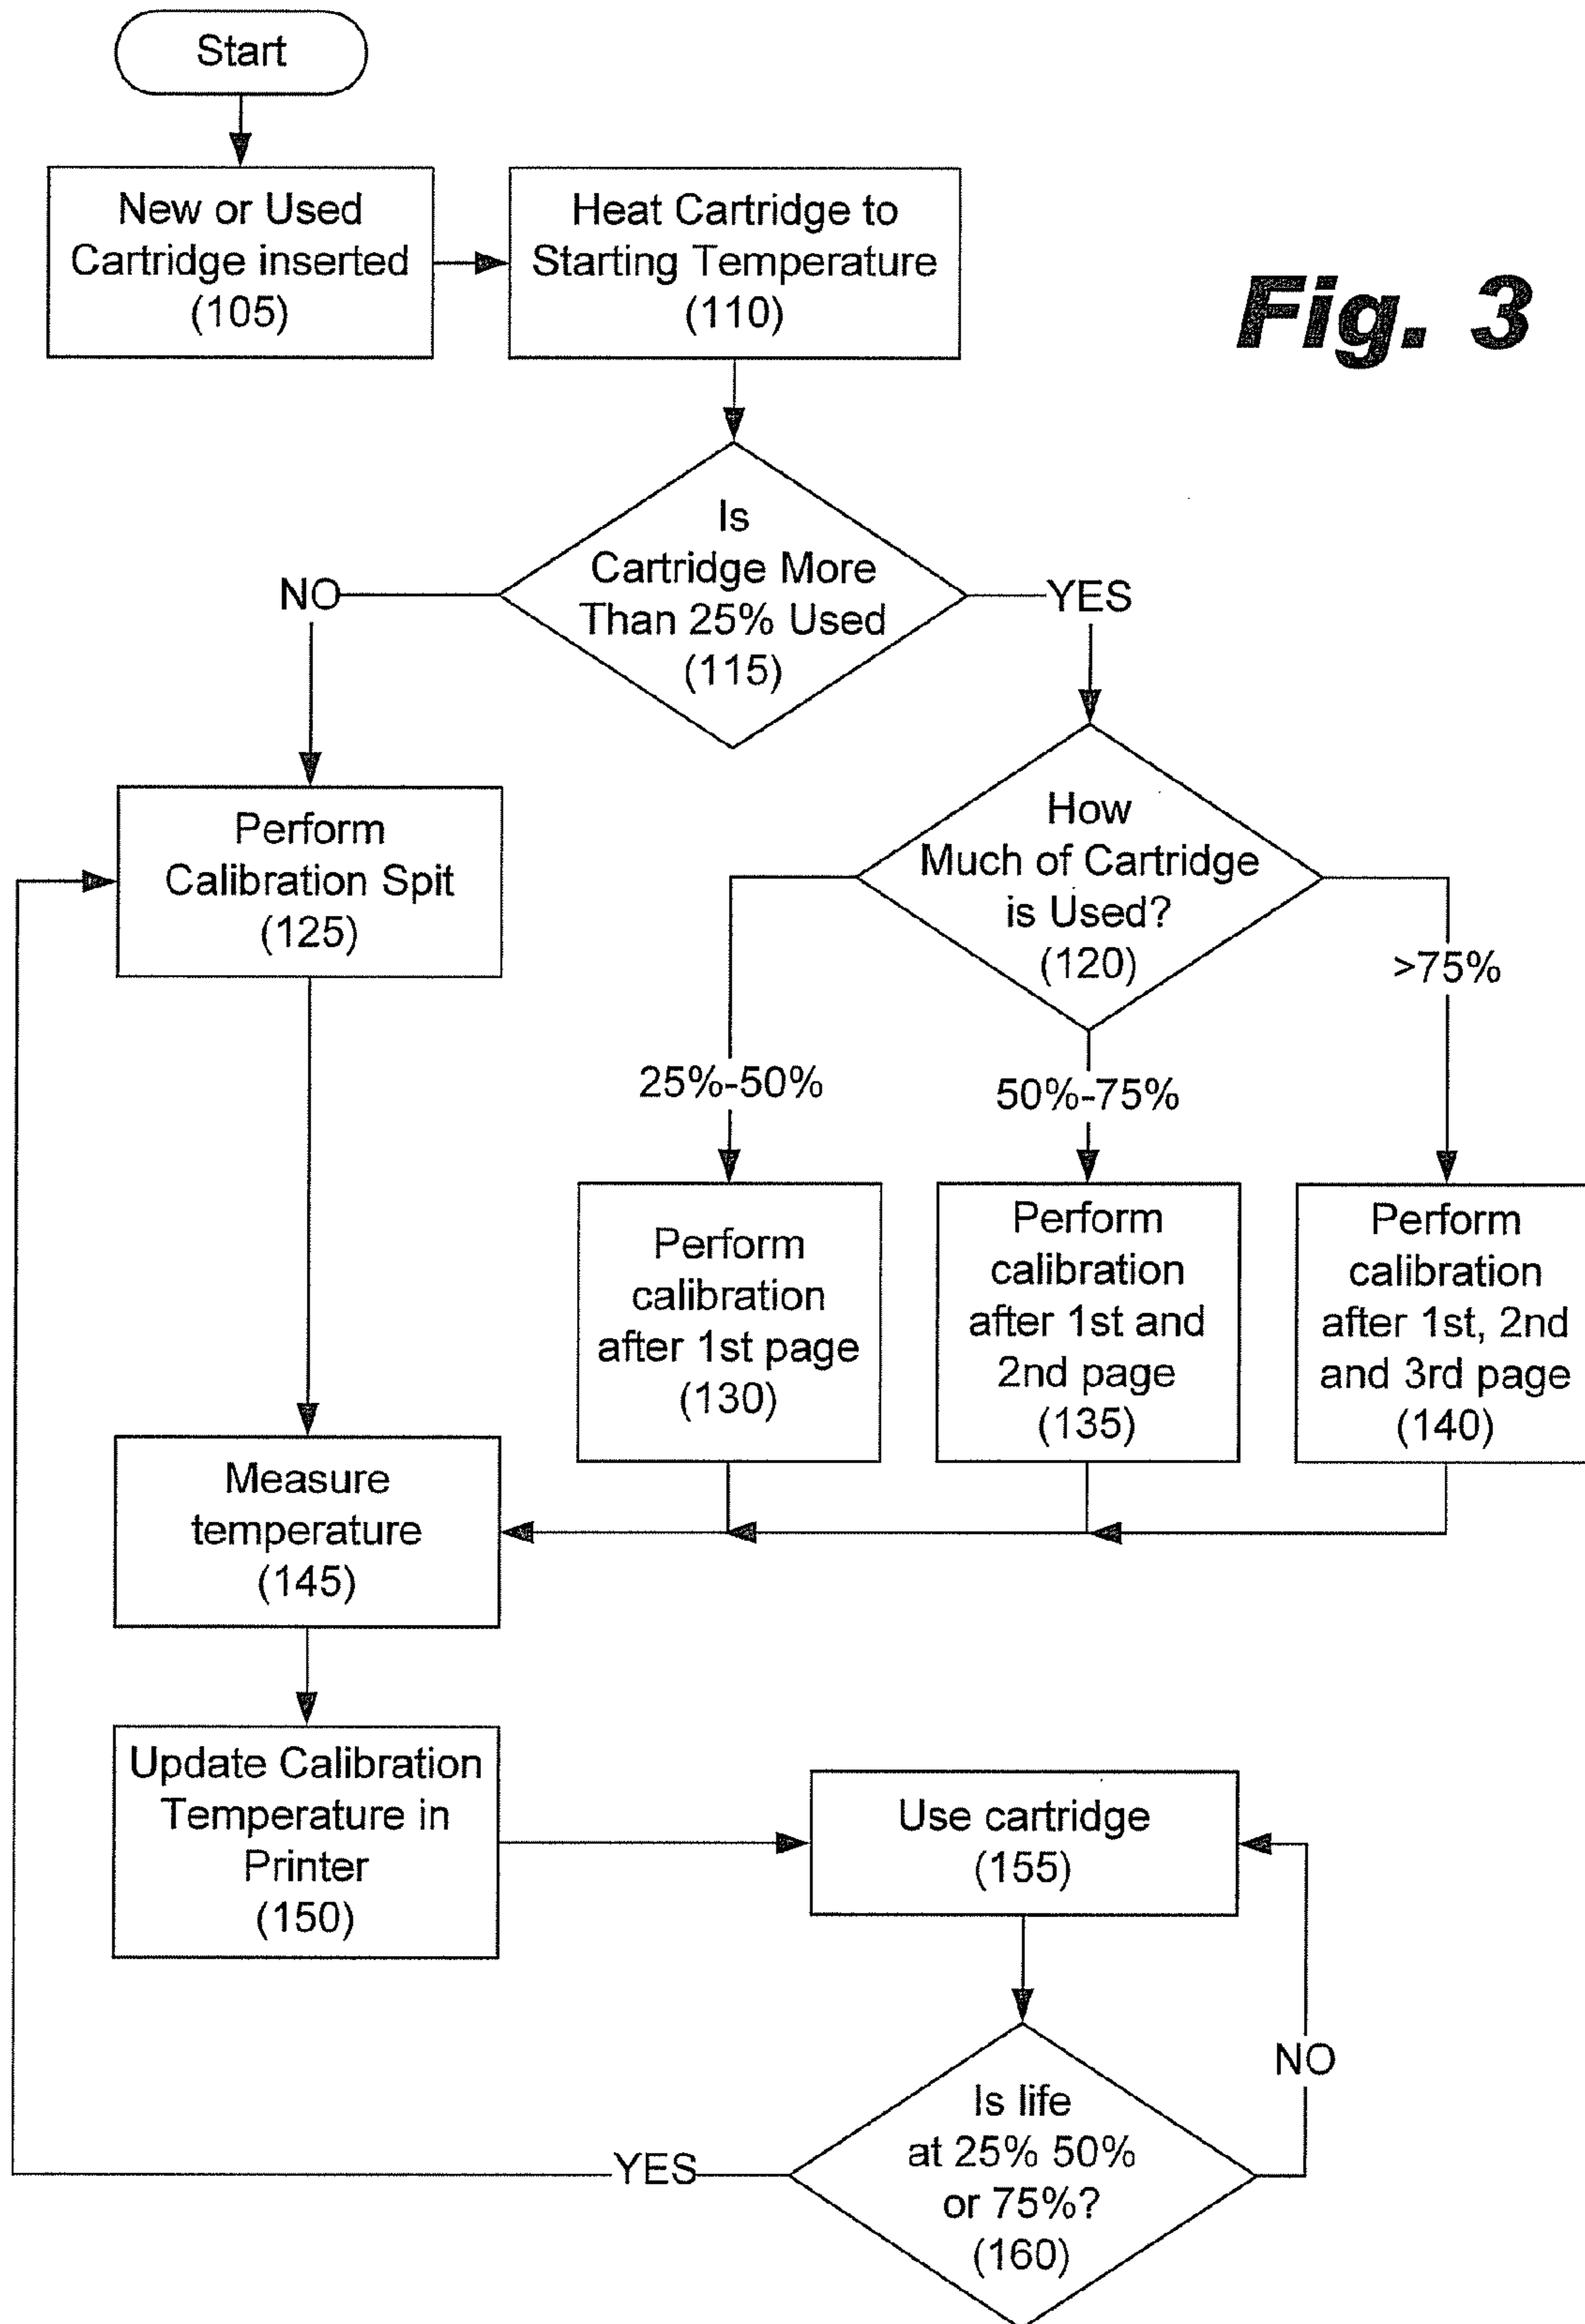 Start
New or Used
Cartridge inserted
(105)
Heat Cartridge to
Starting Temperature
(110)
Fig. 3
Is
Cartridge More
Than 25% Used
(115)
NO
YES
Perform
Calibration Spit
(125)
How
Much of Cartridge
is Used?
(120)
>75%
25%-50%
50%-75%
Perform
calibration
after 1st page
(130)
Perform
calibration
after 1st and
2nd page
(135)
Perform
calibration
after 1st, 2nd
and 3rd page
(140)
Measure
temperature
(145)
Update Calibration
Temperature in
Printer
(150)
Use cartridge
(155)
NO
Is life
at 25% 50%
or 75%?
(160)
YES